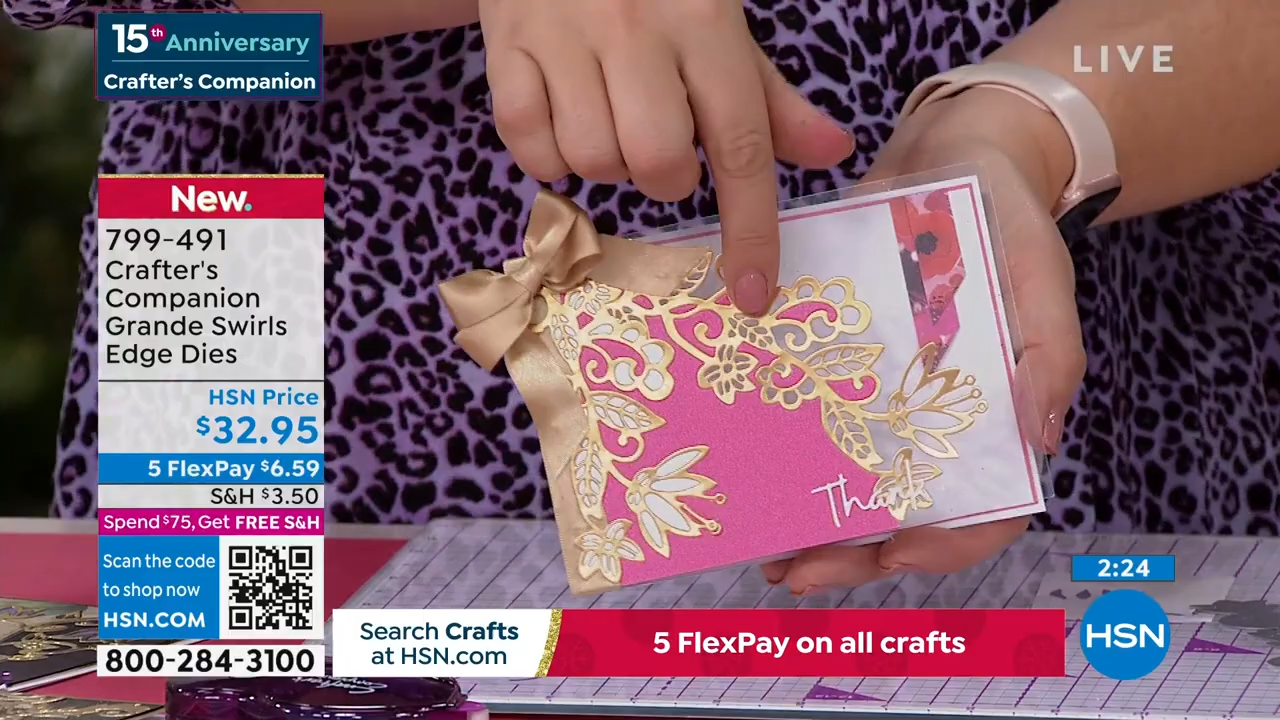 15th Anniversary
Crafter's Companion
LIVE
New.
799-491
Crafter's
Companion
Grande Swirls
Edge Dies
HSN Price
$32.95
5 FlexPay $6.59
S&H $3.50
Spend $75, Get FREE S&H
Scan the code
to shop now
HSN.COM
800-284-3100
Thank
2:24
Search Crafts
at HSN.com
5 FlexPay on all crafts
HSN